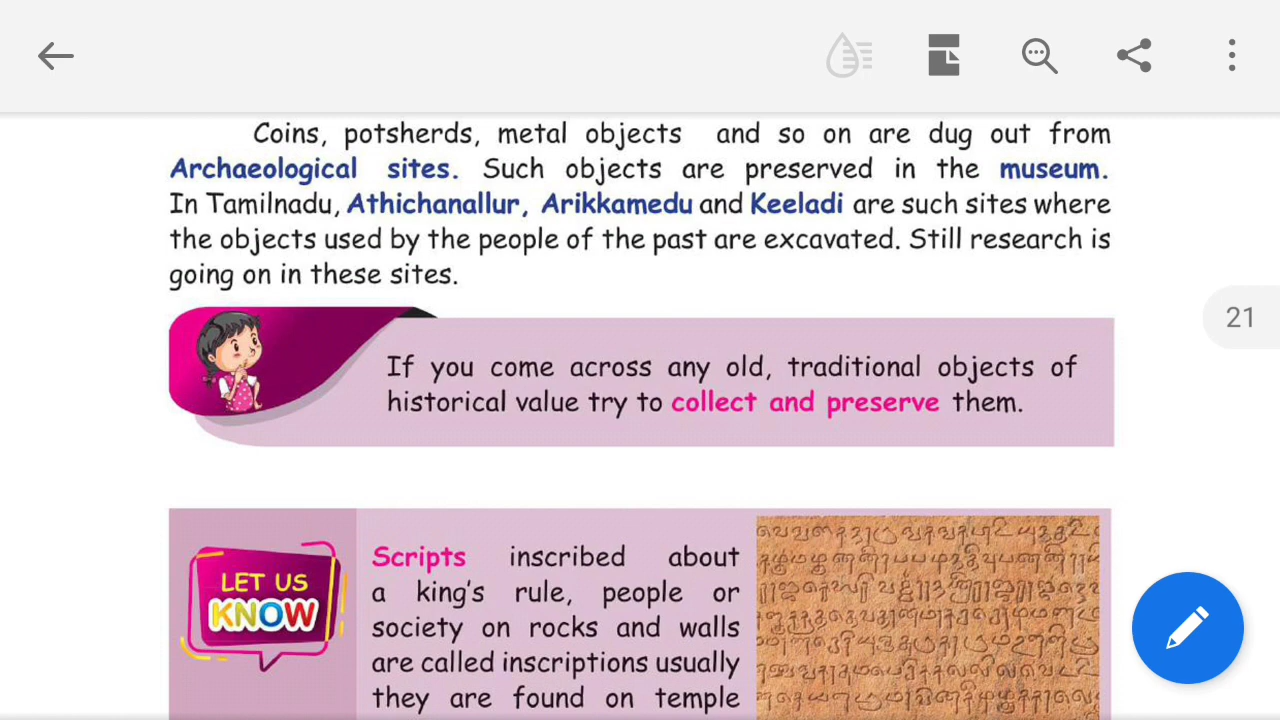 Coins, potsherds, metal objects and so on are dug out from
Archaeological sites. Such objects are preserved in the museum.
In Tamilnadu, Athichanallur, Arikkamedu and Keeladi are such sites where
the objects used by the people of the past are excavated. Still research is
going on in these sites.
21
If you come across any old, traditional objects of
historical value try to collect and preserve them.
LET US
KNOW
Scripts inscribed about
a king's rule, people or
society on rocks and walls
are called inscriptions usually
they are found on temple